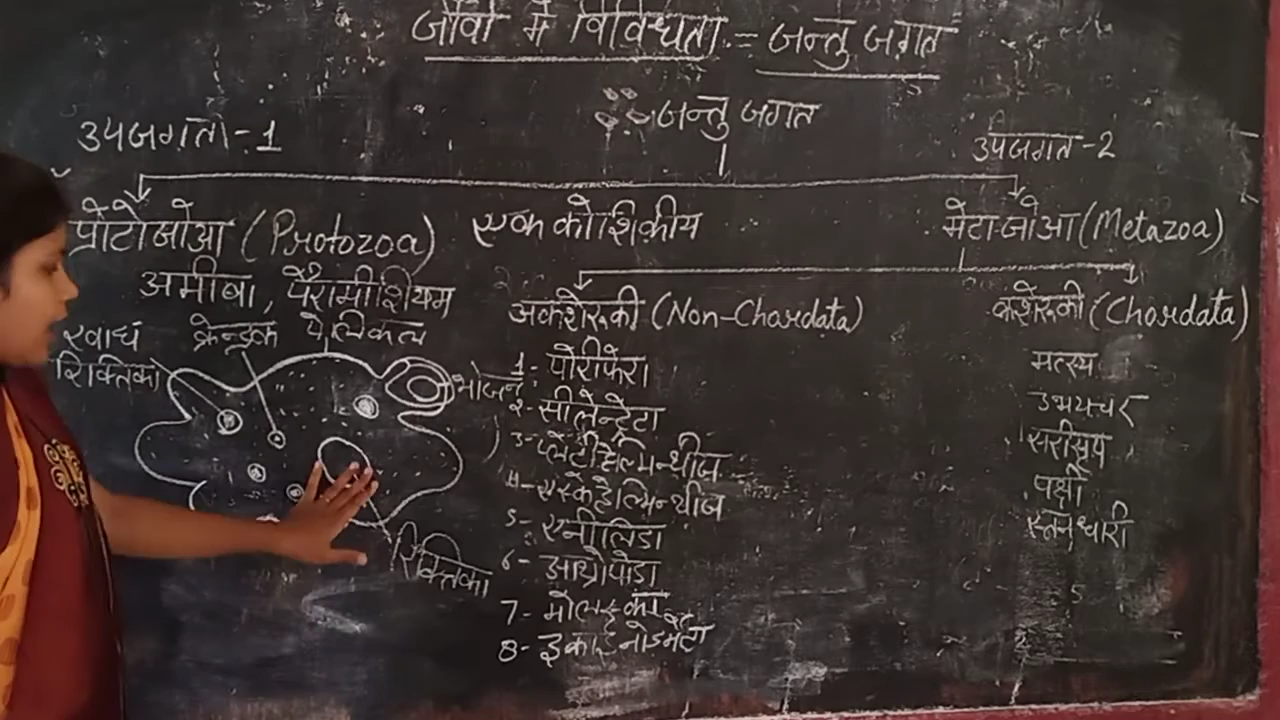 जीवों में विविधता = जन्तु जगत
जन्तु जगत
उपजगत - 1
उपजगत - 2
प्रोटोजोआ (Protozoa) एक कोशिकीय
मेटाजोआ (Metazoa)
अमीबा, पैरामीशियम
अकशेरूकी (Non-Chordata)
कशेरूकी (Chordata)
खाद्य रिक्तिका
केन्द्रक
पेलिकल
भोजन
रिक्तिका
1- पोरीफेरा
2- सीलेन्ट्रेटा
3- प्लेटीहेल्मिन्थीज
4- एस्केहेल्मिन्थीज
5- एनीलिडा
6- आर्थ्रोपोडा
7- मोलस्का
8- इकाइनोडर्मेटा
मत्स्य
उभयचर
सरीसृप
पक्षी
स्तनधारी